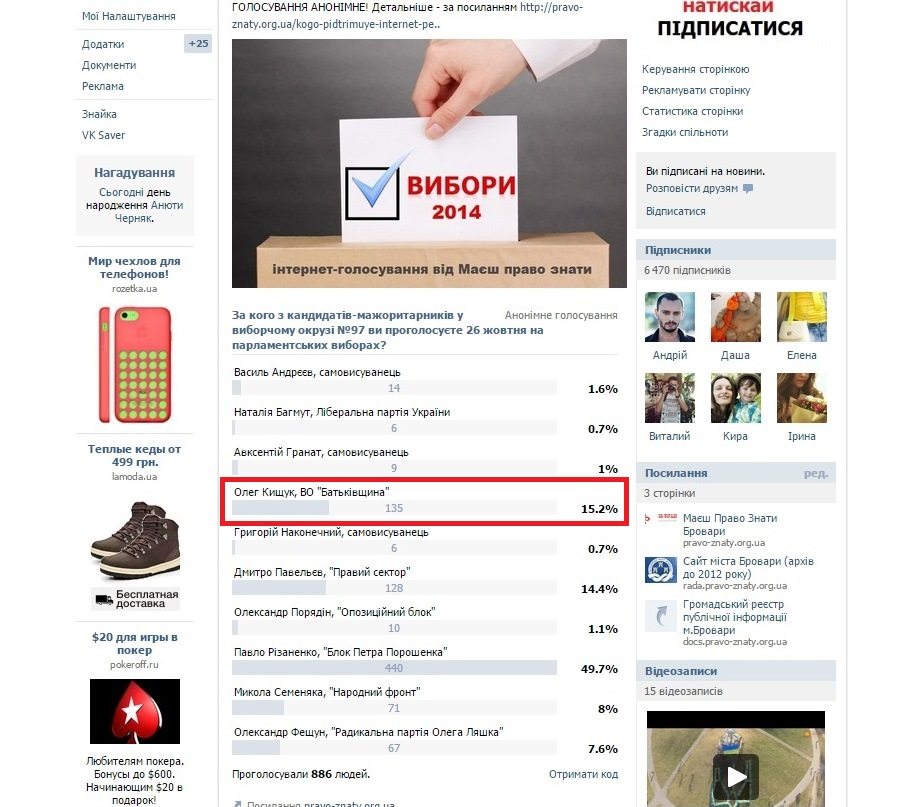 Мої Налаштування
Додатки +25
Документи
Реклама
Знайка
VK Saver
Нагадування
Сьогодні день
народження Анюти
Черняк.
Мир чехлов для
телефонов!
rozetka.ua
Теплые кеды от
499 грн.
lamoda.ua
Бесплатная
доставка
$20 для игры в
покер
pokeroff.ru
Любителям покера.
Бонусы до $600.
Начинающим $20 в
подарок!
ГОЛОСУВАННЯ АНОНІМНЕ! Детальніше - за посиланням http://pravo-
znaty.org.ua/kogo-pidtrimuye-internet-pe..
ВИБОРИ
2014
інтернет-голосування від Маєш право знати
За кого з кандидатів-мажоритарників у
виборчому окрузі №97 ви проголосуєте 26 жовтня на
парламентських виборах?
Анонімне голосування
Василь Андрєєв, самовисуванець
14 1.6%
Наталія Багмут, Ліберальна партія України
6 0.7%
Авксентій Гранат, самовисуванець
9 1%
Олег Кищук, ВО "Батьківщина"
135 15.2%
Григорій Наконечний, самовисуванець
6 0.7%
Дмитро Павельєв, "Правий сектор"
128 14.4%
Олександр Порядін, "Опозиційний блок"
10 1.1%
Павло Різаненко, "Блок Петра Порошенка"
440 49.7%
Микола Семеняка, "Народний фронт"
71 8%
Олександр Фещун, "Радикальна партія Олега Ляшка"
67 7.6%
Проголосували 886 людей.
Отримати код
Посилання pravo-znaty.org.ua
натискай
ПІДПИСАТИСЯ
Керування сторінкою
Рекламувати сторінку
Статистика сторінки
Згадки спільноти
Ви підписані на новини.
Розповісти друзям
Відписатися
Підписники
6 470 підписників
Андрій Даша Елена
Виталий Кира Ірина
Посилання ред.
3 сторінки
Маєш Право Знати
Бровари
pravo-znaty.org.ua
Сайт міста Бровари (архів
до 2012 року)
rada.pravo-znaty.org.ua
Громадський реєстр
публічної інформації
м.Бровари
docs.pravo-znaty.org.ua
Відеозаписи
15 відеозаписів